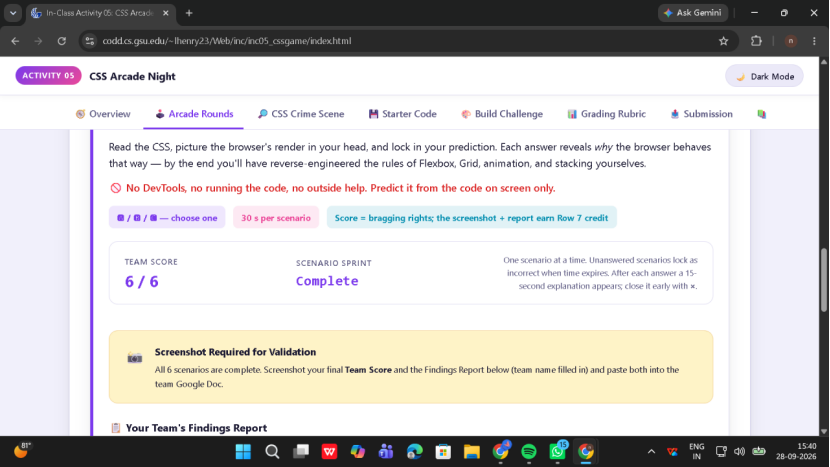 In-Class Activity 05: CSS Arcade
Ask Gemini
codd.cs.gsu.edu/~lhenry23/Web/inc/inc05_cssgame/index.html
n
ACTIVITY 05
CSS Arcade Night
Dark Mode
Overview
Arcade Rounds
CSS Crime Scene
Starter Code
Build Challenge
Grading Rubric
Submission
Read the CSS, picture the browser's render in your head, and lock in your prediction. Each answer reveals why the browser behaves
that way — by the end you'll have reverse-engineered the rules of Flexbox, Grid, animation, and stacking yourselves.
🚫 No DevTools, no running the code, no outside help. Predict it from the code on screen only.
— choose one
30 s per scenario
Score = bragging rights; the screenshot + report earn Row 7 credit
TEAM SCORE
6 / 6
SCENARIO SPRINT
Complete
One scenario at a time. Unanswered scenarios lock as
incorrect when time expires. After each answer a 15-
second explanation appears; close it early with ×.
Screenshot Required for Validation
All 6 scenarios are complete. Screenshot your final Team Score and the Findings Report below (team name filled in) and paste both into the
team Google Doc.
Your Team's Findings Report
81°
ENG
IN
15:40
28-09-2026
15